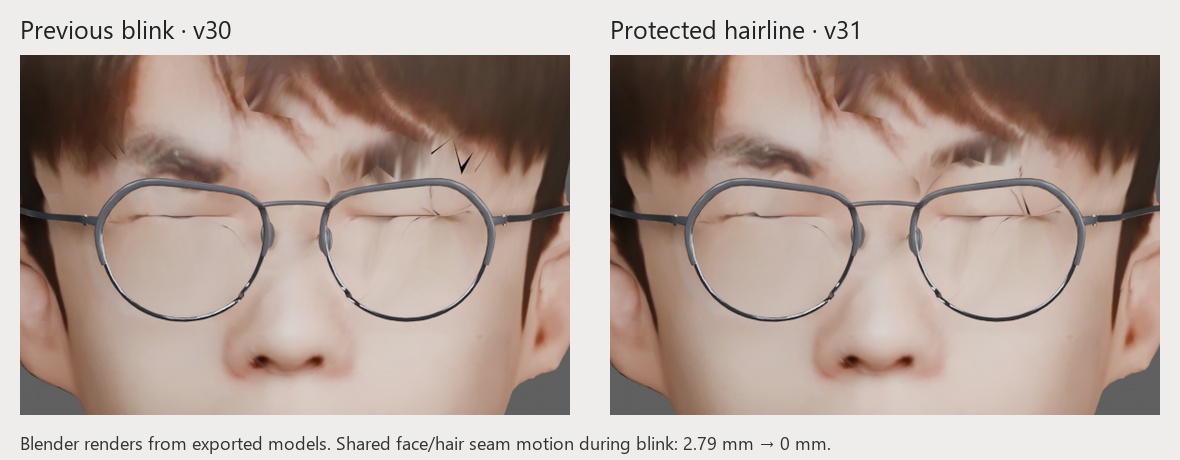 Previous blink · v30
Protected hairline · v31
Blender renders from exported models. Shared face/hair seam motion during blink: 2.79 mm → 0 mm.